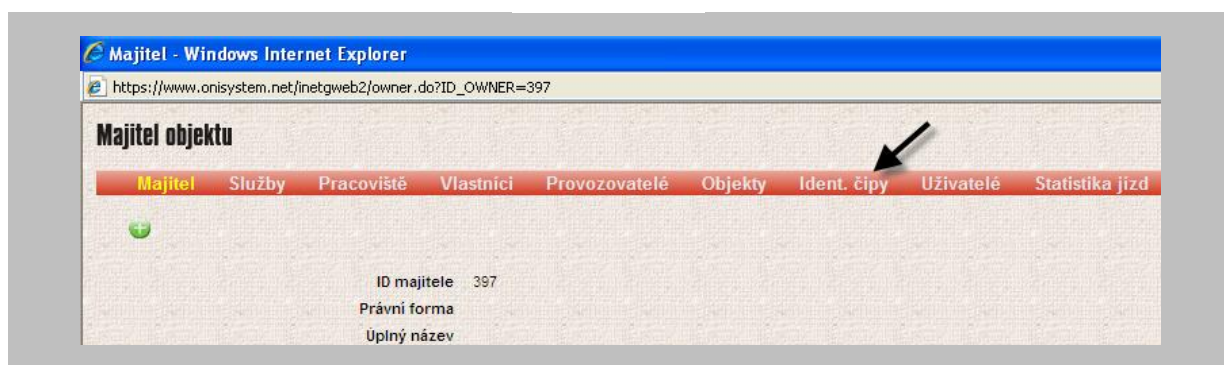 Majitel - Windows Internet Explorer
https://www.onisystem.net/inetgweb2/owner.do?ID_OWNER=397
Majitel objektu
Majitel Služby Pracoviště Vlastníci Provozovatelé Objekty Ident. čipy Uživatelé Statistika jízd
ID majitele 397
Právní forma
Úplný název